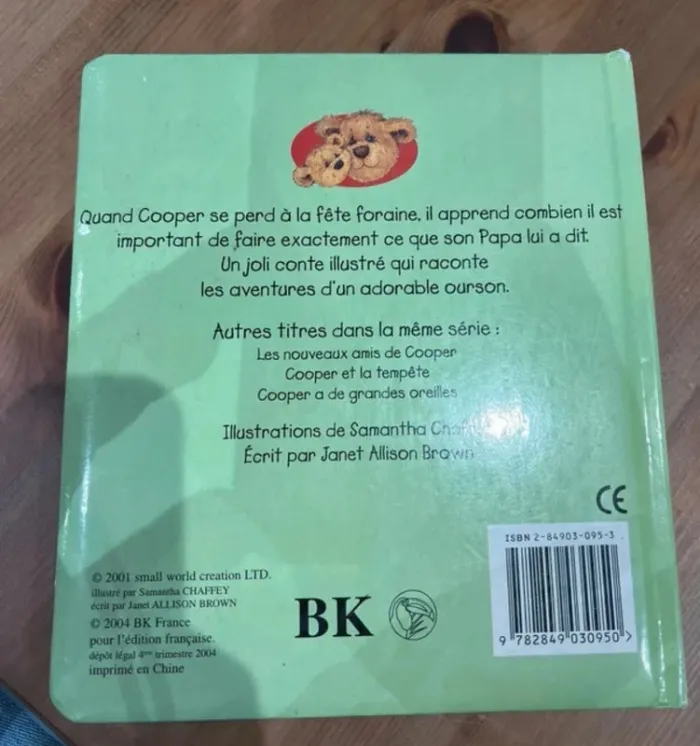 Quand Cooper se perd à la fête foraine, il apprend combien il est
important de faire exactement ce que son Papa lui a dit.
Un joli conte illustré qui raconte
les aventures d'un adorable ourson.
Autres titres dans la même série :
Les nouveaux amis de Cooper
Cooper et la tempête
Cooper a de grandes oreilles
Illustrations de Samantha
Écrit par Janet Allison Brown
CE
ISBN 2-84903-095-3
9 782849 030950 >
© 2001 small world creation LTD.
illustré par Samantha CHAFFEY
écrit par Janet ALLISON BROWN
© 2004 BK France
pour l'édition française.
dépôt légal 4ème trimestre 2004
imprimé en Chine
BK